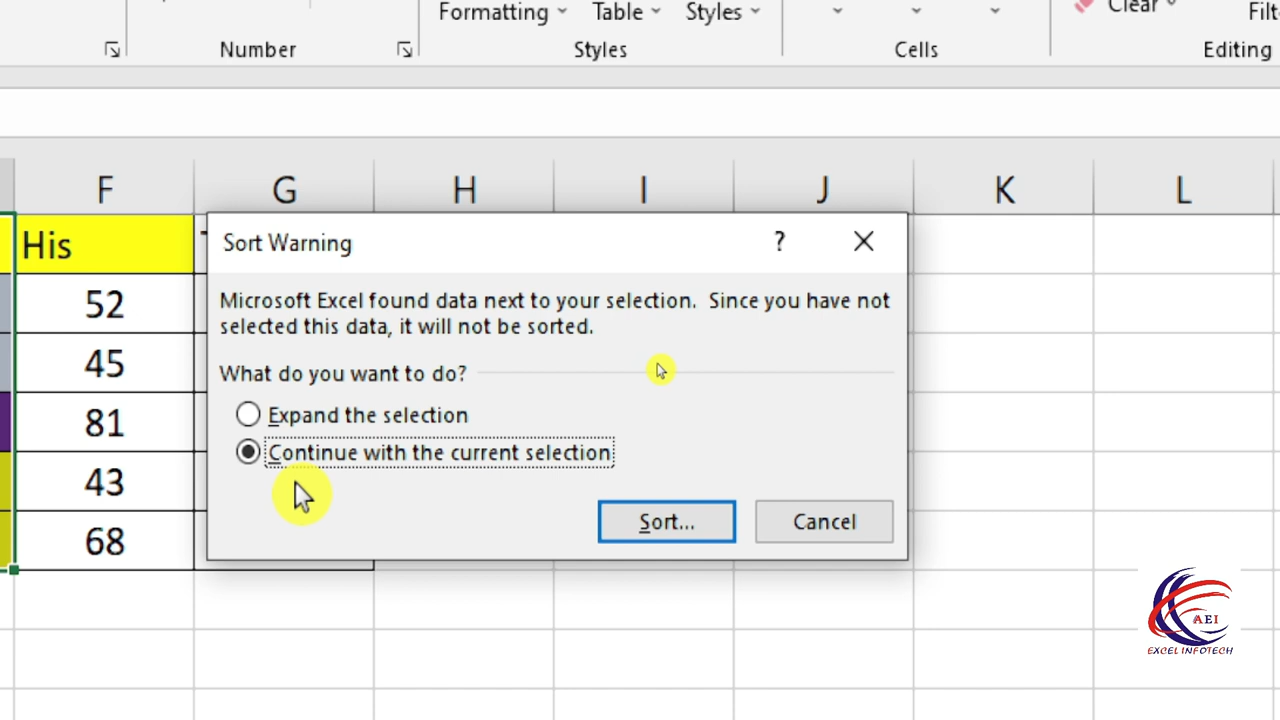 Formatting
Table
Styles
Clear
Number
Styles
Cells
Editing
F
G
H
I
J
K
L
His
52
45
81
43
68
Sort Warning
?
Microsoft Excel found data next to your selection. Since you have not
selected this data, it will not be sorted.
What do you want to do?
Expand the selection
Continue with the current selection
Sort...
Cancel
AEI
EXCEL INFOTECH